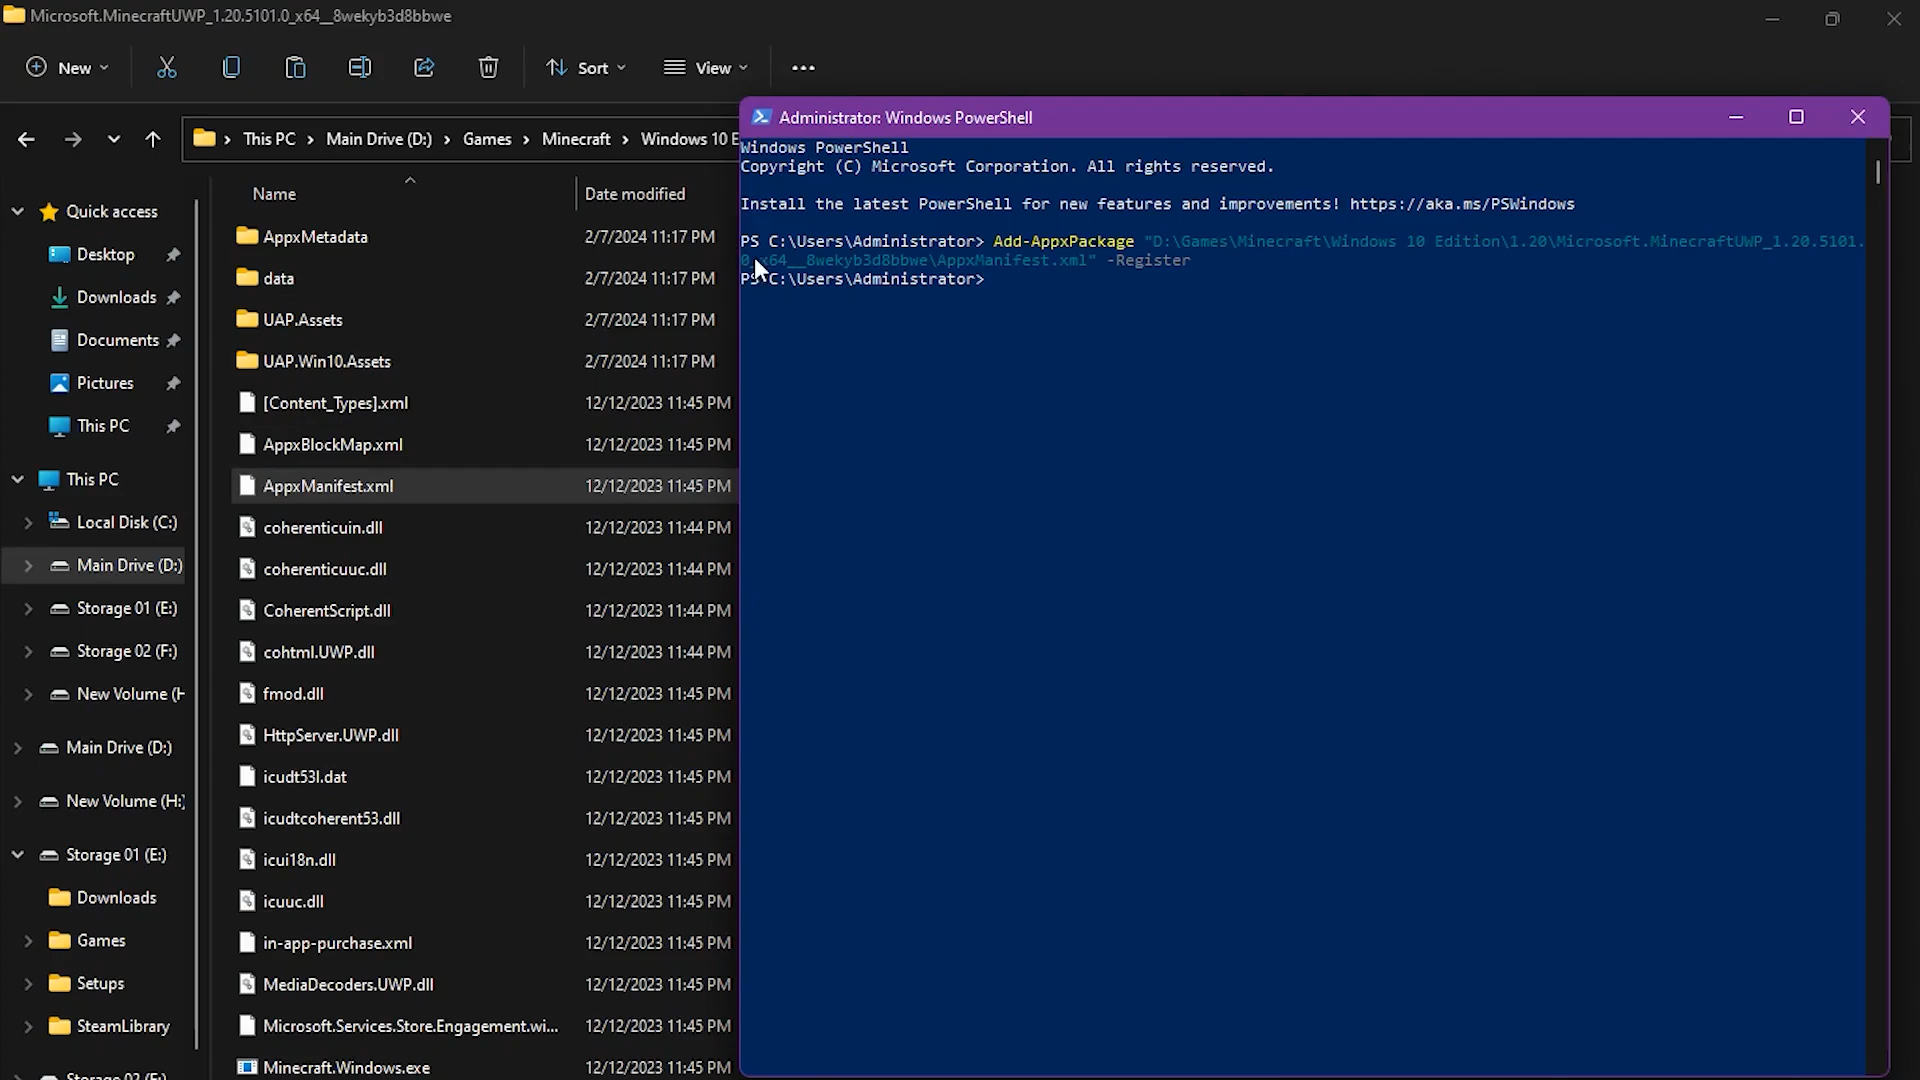 Microsoft.MinecraftUWP_1.20.5101.0_x64__8wekyb3d8bbwe
New
Sort
View
This PC > Main Drive (D:) > Games > Minecraft > Windows 10 E
Quick access
Desktop
Downloads
Documents
Pictures
This PC
This PC
Local Disk (C:)
Main Drive (D:)
Storage 01 (E:)
Storage 02 (F:)
New Volume (H
Main Drive (D:)
New Volume (H:)
Storage 01 (E:)
Downloads
Games
Setups
SteamLibrary
Storage 02 (F:)
Name Date modified
AppxMetadata 2/7/2024 11:17 PM
data 2/7/2024 11:17 PM
UAP.Assets 2/7/2024 11:17 PM
UAP.Win10.Assets 2/7/2024 11:17 PM
[Content_Types].xml 12/12/2023 11:45 PM
AppxBlockMap.xml 12/12/2023 11:45 PM
AppxManifest.xml 12/12/2023 11:45 PM
coherenticuin.dll 12/12/2023 11:44 PM
coherenticuuc.dll 12/12/2023 11:44 PM
CoherentScript.dll 12/12/2023 11:44 PM
cohtml.UWP.dll 12/12/2023 11:44 PM
fmod.dll 12/12/2023 11:45 PM
HttpServer.UWP.dll 12/12/2023 11:45 PM
icudt53l.dat 12/12/2023 11:45 PM
icudtcoherent53.dll 12/12/2023 11:45 PM
icui18n.dll 12/12/2023 11:45 PM
icuuc.dll 12/12/2023 11:45 PM
in-app-purchase.xml 12/12/2023 11:45 PM
MediaDecoders.UWP.dll 12/12/2023 11:45 PM
Microsoft.Services.Store.Engagement.wi... 12/12/2023 11:45 PM
Minecraft.Windows.exe 12/12/2023 11:45 PM
Administrator: Windows PowerShell
Windows PowerShell
Copyright (C) Microsoft Corporation. All rights reserved.
Install the latest PowerShell for new features and improvements! https://aka.ms/PSWindows
PS C:\Users\Administrator> Add-AppxPackage "D:\Games\Minecraft\Windows 10 Edition\1.20\Microsoft.MinecraftUWP_1.20.5101.
0_x64__8wekyb3d8bbwe\AppxManifest.xml" -Register
PS C:\Users\Administrator>